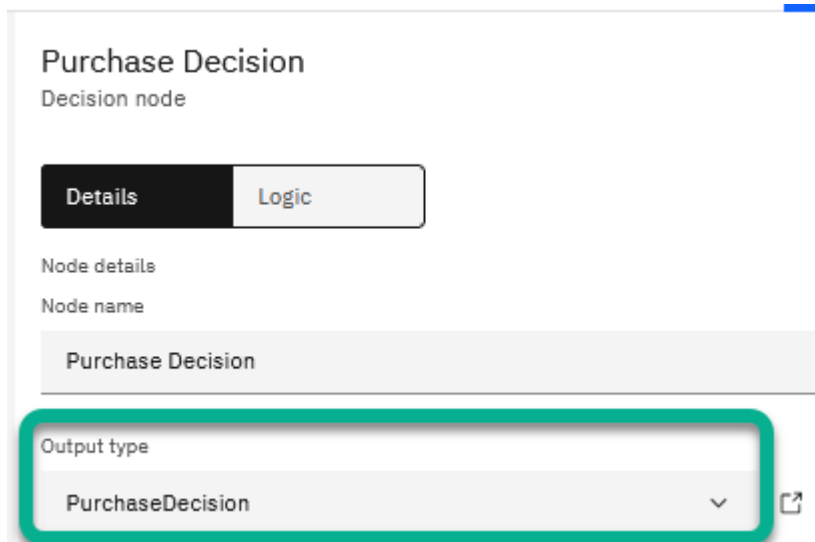 Purchase Decision
Decision node
Details Logic
Node details
Node name
Purchase Decision
Output type
PurchaseDecision